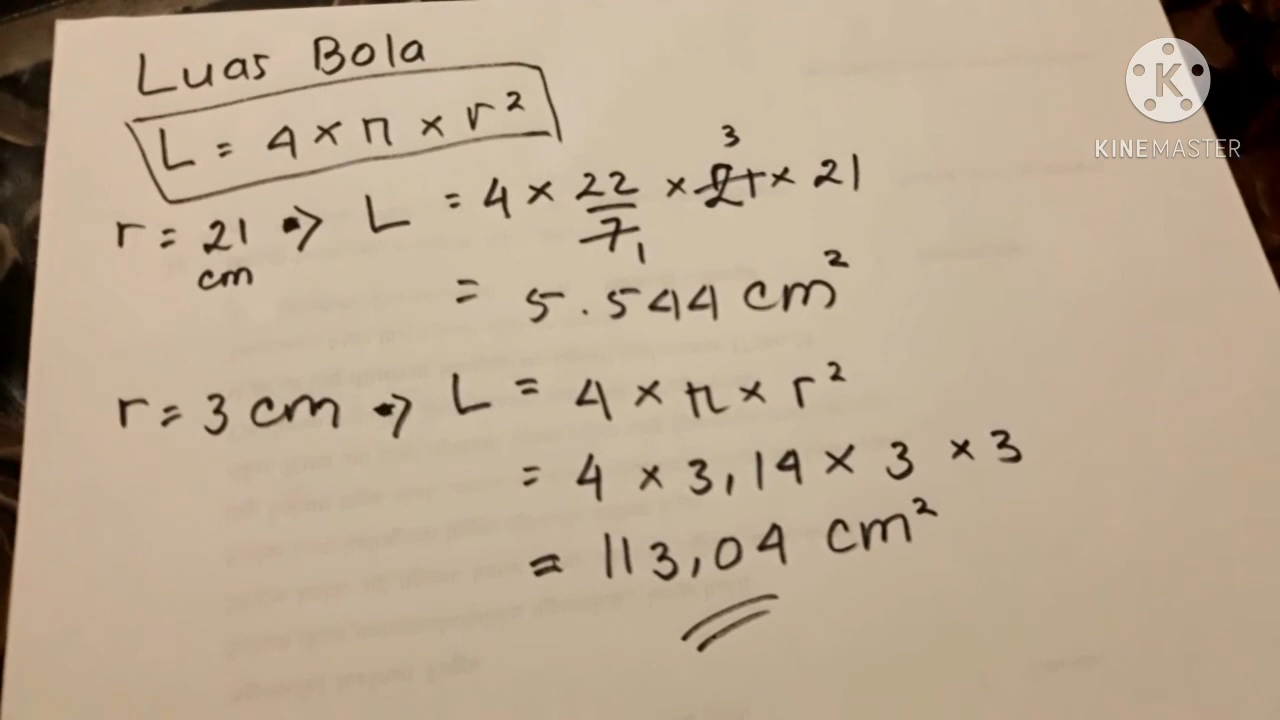 Luas Bola
L = 4 × π × r²
r = 21 cm → L = 4 × 22/7 × 21 × 21
3
1
= 5.544 cm²
r = 3 cm → L = 4 × π × r²
= 4 × 3,14 × 3 × 3
= 113,04 cm²
KINEMASTER